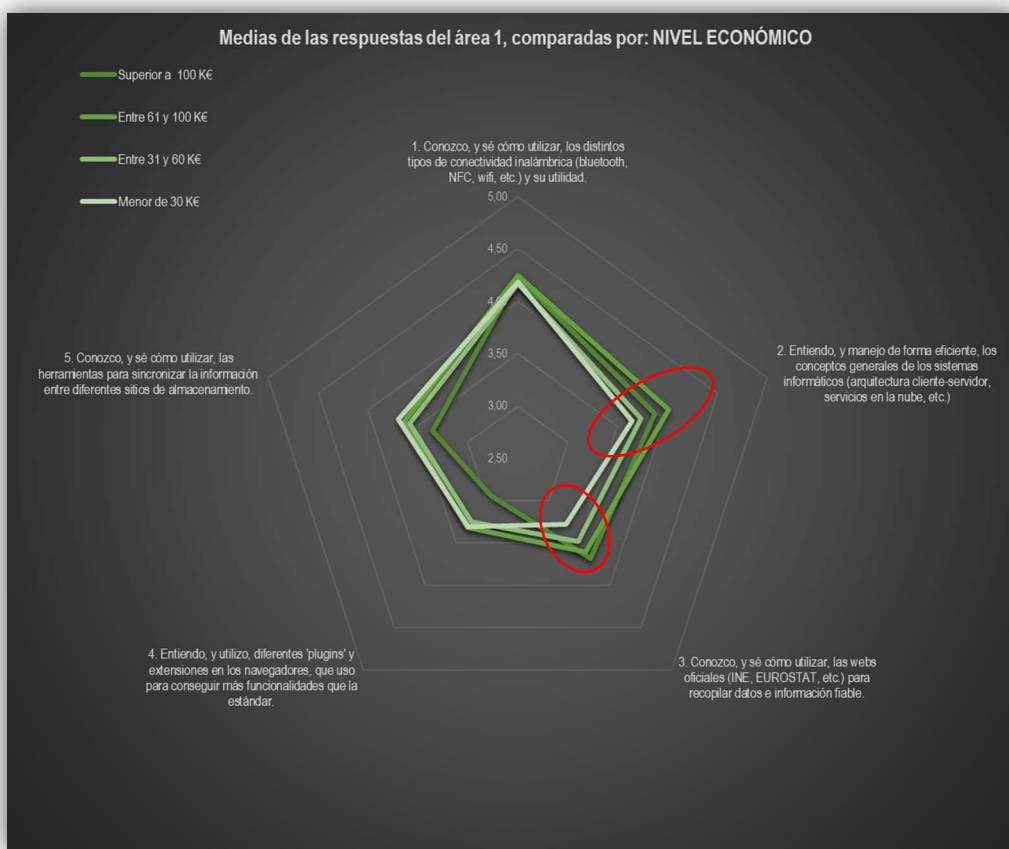 Medias de las respuestas del área 1, comparadas por: NIVEL ECONÓMICO
Superior a 100 K€
Entre 61 y 100 K€
Entre 31 y 60 K€
Menor de 30 K€
1. Conozco, y sé cómo utilizar, los distintos
tipos de conectividad inalámbrica (bluetooth,
NFC, wifi, etc.) y su utilidad.
5,00
4,50
4,00
3,50
3,00
2,50
2. Entiendo, y manejo de forma eficiente, los
conceptos generales de los sistemas
informáticos (arquitectura cliente-servidor,
servicios en la nube, etc.)
3. Conozco, y sé cómo utilizar, las webs
oficiales (INE, EUROSTAT, etc.) para
recopilar datos e información fiable.
4. Entiendo, y utilizo, diferentes 'plugins' y
extensiones en los navegadores, que uso
para conseguir más funcionalidades que la
estándar.
5. Conozco, y sé cómo utilizar, las
herramientas para sincronizar la información
entre diferentes sitios de almacenamiento.